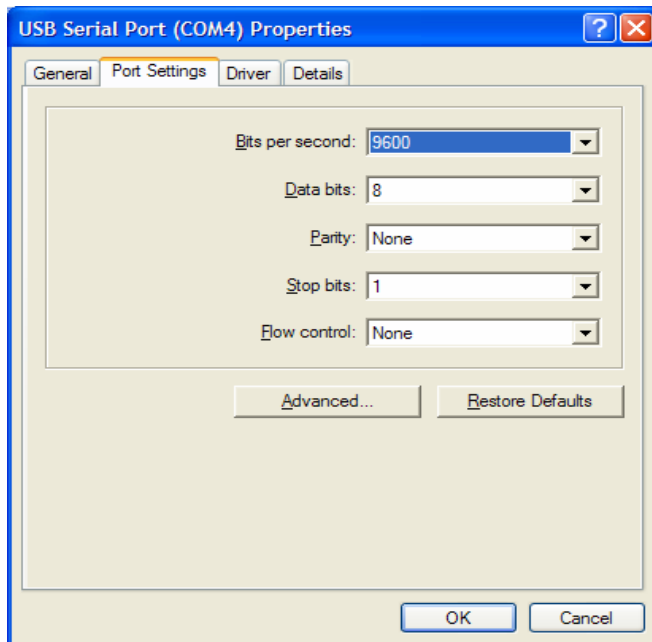 USB Serial Port (COM4) Properties
General Port Settings Driver Details
Bits per second: 9600
Data bits: 8
Parity: None
Stop bits: 1
Flow control: None
Advanced... Restore Defaults
OK Cancel